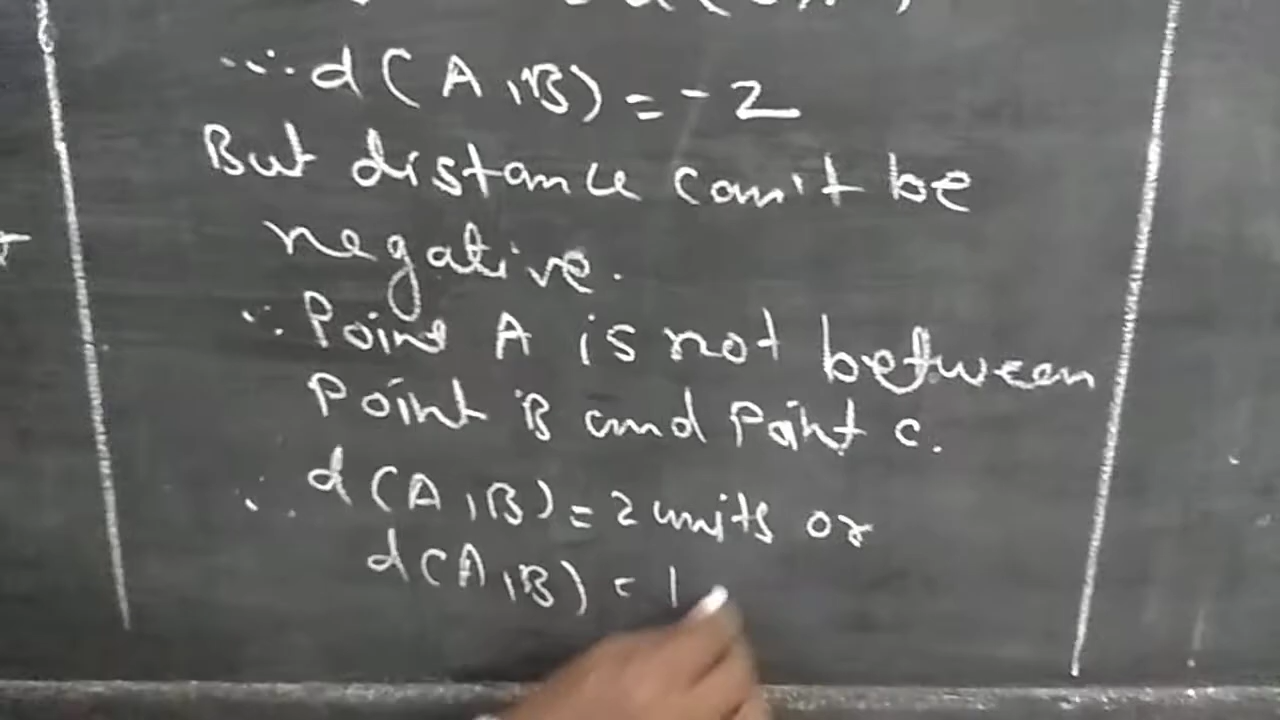 ∴ d(A,B) = -2
But distance can't be
negative.
∴ Point A is not between
Point B and Point C.
∴ d(A,B) = 2 units or
d(A,B) = 1